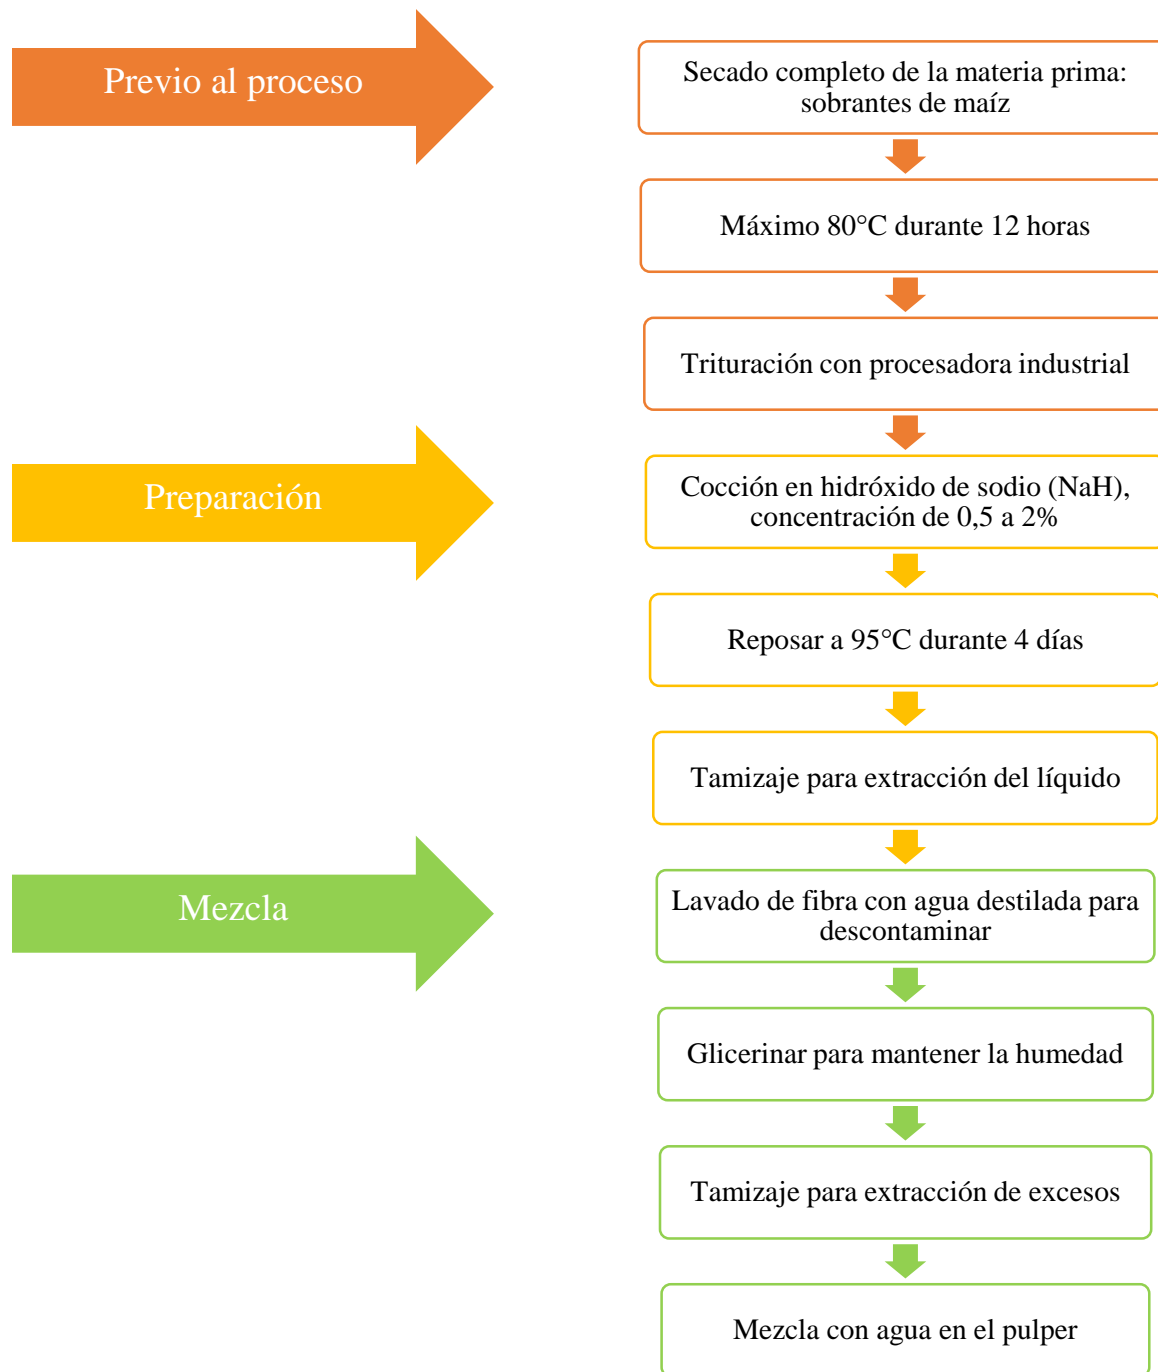 Previo al proceso
Secado completo de la materia prima:
sobrantes de maíz
Máximo 80°C durante 12 horas
Trituración con procesadora industrial
Preparación
Cocción en hidróxido de sodio (NaH),
concentración de 0,5 a 2%
Reposar a 95°C durante 4 días
Tamizaje para extracción del líquido
Mezcla
Lavado de fibra con agua destilada para
descontaminar
Glicerinar para mantener la humedad
Tamizaje para extracción de excesos
Mezcla con agua en el pulper